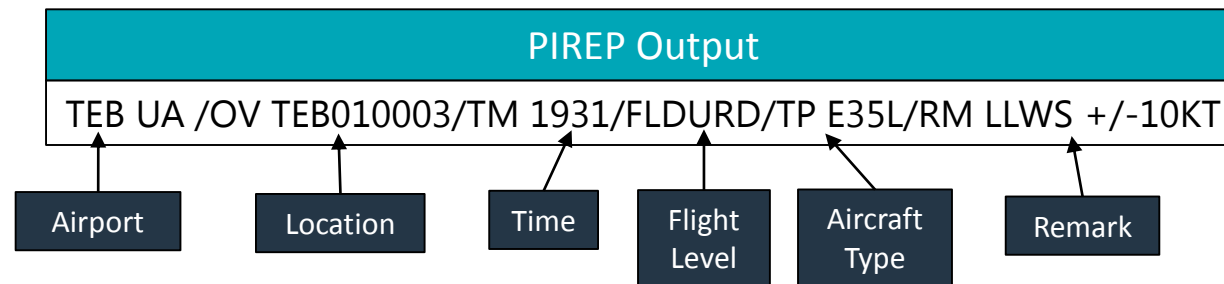 PIREP Output
TEB UA /OV TEB010003/TM 1931/FLDURD/TP E35L/RM LLWS +/-10KT
Airport
Location
Time
Flight
Level
Aircraft
Type
Remark